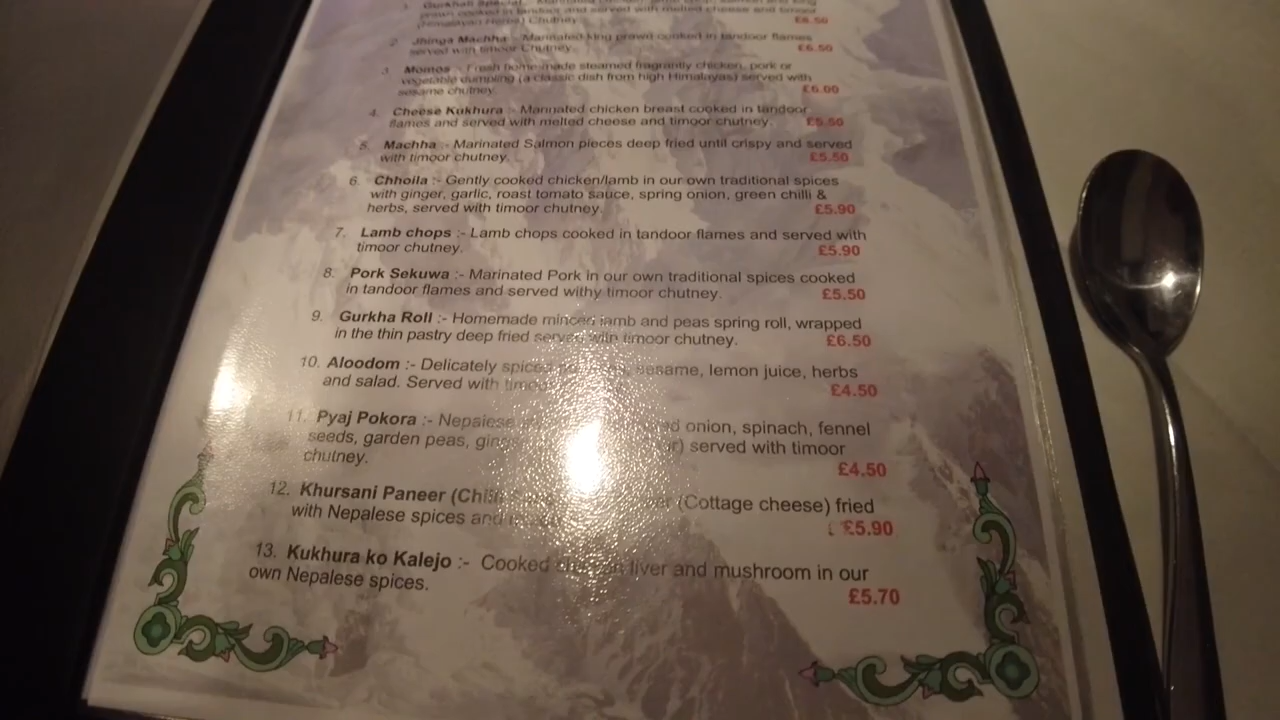 1. Gurkhali Special :- Marinated
prawn cooked in tandoor and served with melted cheese and timoor
(Himalayan Herbs) Chutney. £6.50
2. Jhinga Machha :- Marinated king prawn cooked in tandoor flames
served with timoor Chutney. £6.50
3. Momos :- Fresh homemade steamed fragrantly chicken, pork or
vegetable dumpling (a classic dish from high Himalayas) served with
sesame chutney. £6.00
4. Cheese Kukhura :- Marinated chicken breast cooked in tandoor
flames and served with melted cheese and timoor chutney. £5.50
5. Machha :- Marinated Salmon pieces deep fried until crispy and served
with timoor chutney. £5.50
6. Chhoila :- Gently cooked chicken/lamb in our own traditional spices
with ginger, garlic, roast tomato sauce, spring onion, green chilli &
herbs, served with timoor chutney. £5.90
7. Lamb chops :- Lamb chops cooked in tandoor flames and served with
timoor chutney. £5.90
8. Pork Sekuwa :- Marinated Pork in our own traditional spices cooked
in tandoor flames and served withy timoor chutney. £5.50
9. Gurkha Roll :- Homemade minced lamb and peas spring roll, wrapped
in the thin pastry deep fried served with timoor chutney. £6.50
10. Aloodom :- Delicately spiced sesame, lemon juice, herbs
and salad. Served with £4.50
11. Pyaj Pokora :- Nepalese onion, spinach, fennel
seeds, garden peas, served with timoor
chutney. £4.50
12. Khursani Paneer (Cottage cheese) fried
with Nepalese spices and £5.90
13. Kukhura ko Kalejo :- Cooked chicken liver and mushroom in our
own Nepalese spices. £5.70